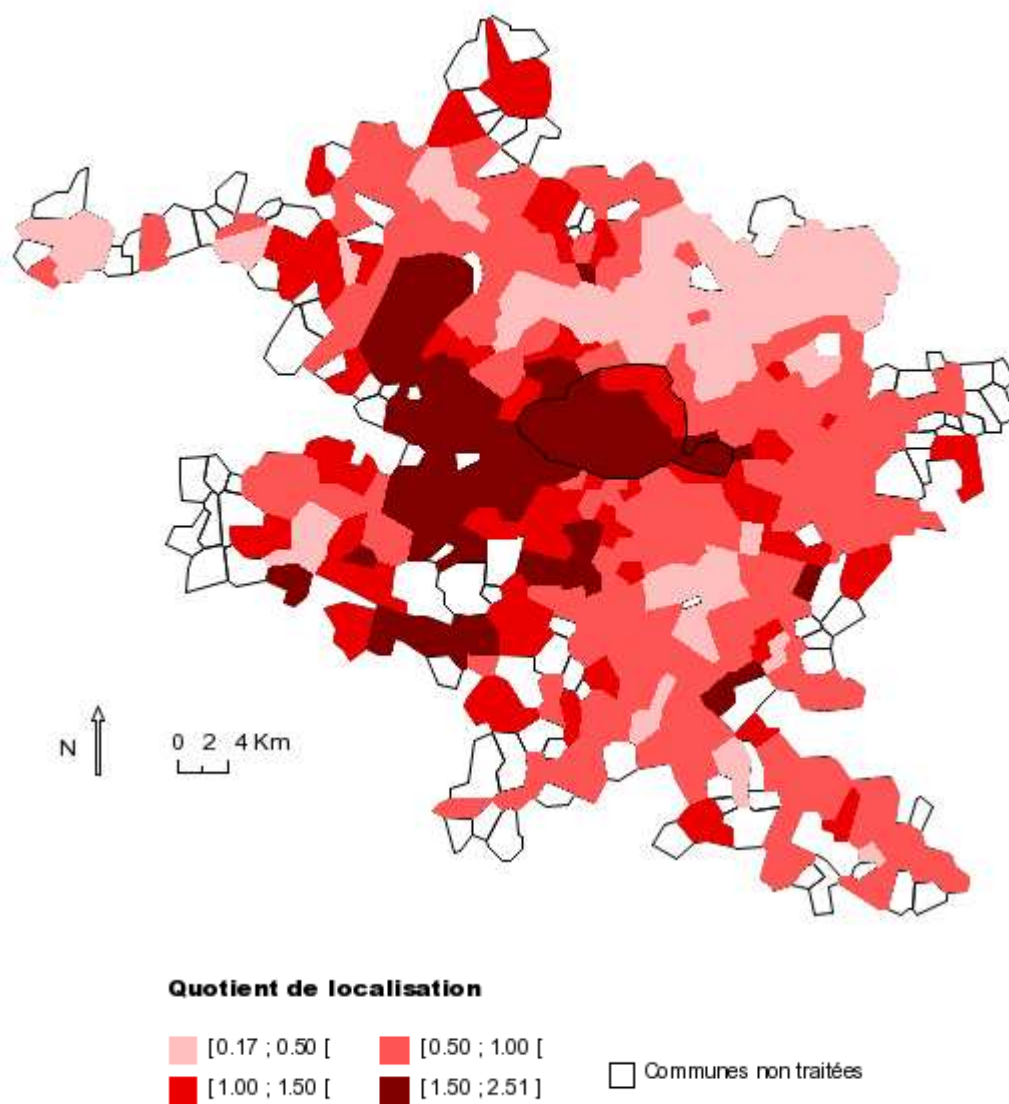 N
0 2 4 Km
Quotient de localisation
[0.17 ; 0.50 [ [0.50 ; 1.00 [
[1.00 ; 1.50 [ [1.50 ; 2.51 ] Communes non traitées